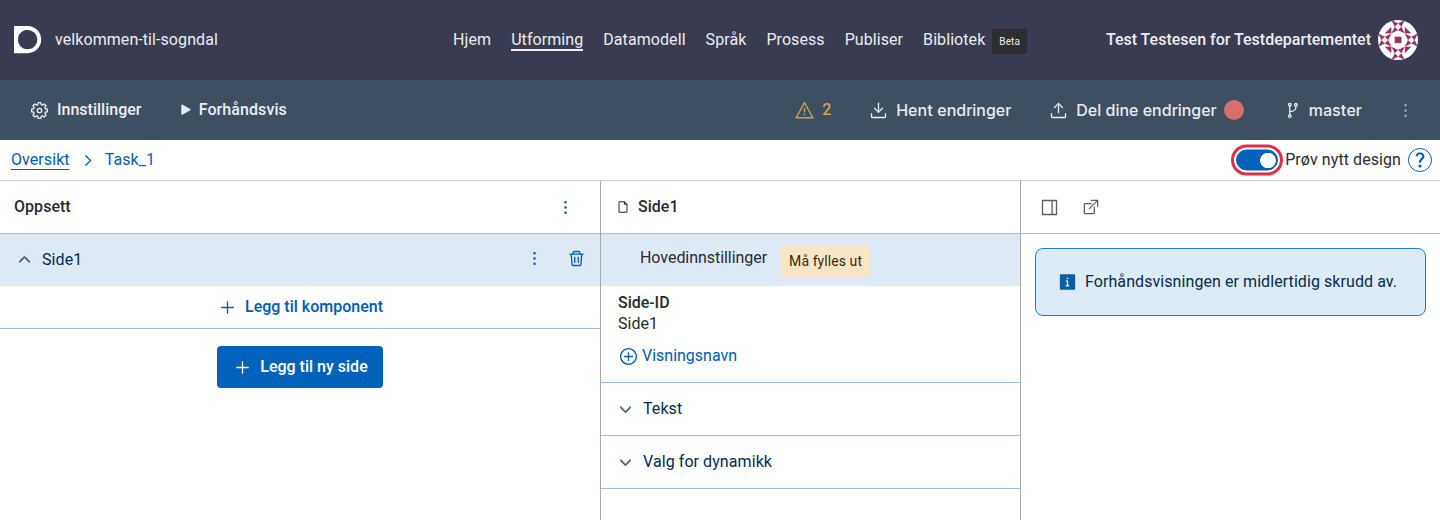 velkommen-til-sogndal
Hjem Utforming Datamodell Språk Prosess Publiser Bibliotek Beta
Test Testesen for Testdepartementet
Innstillinger Forhåndsvis
2 Hent endringer Del dine endringer master
Oversikt Task_1
Prøv nytt design ?
Oppsett
Side1
Legg til komponent
Legg til ny side
Side1
Hovedinnstillinger Må fylles ut
Side-ID
Side1
Visningsnavn
Tekst
Valg for dynamikk
Forhåndsvisningen er midlertidig skrudd av.